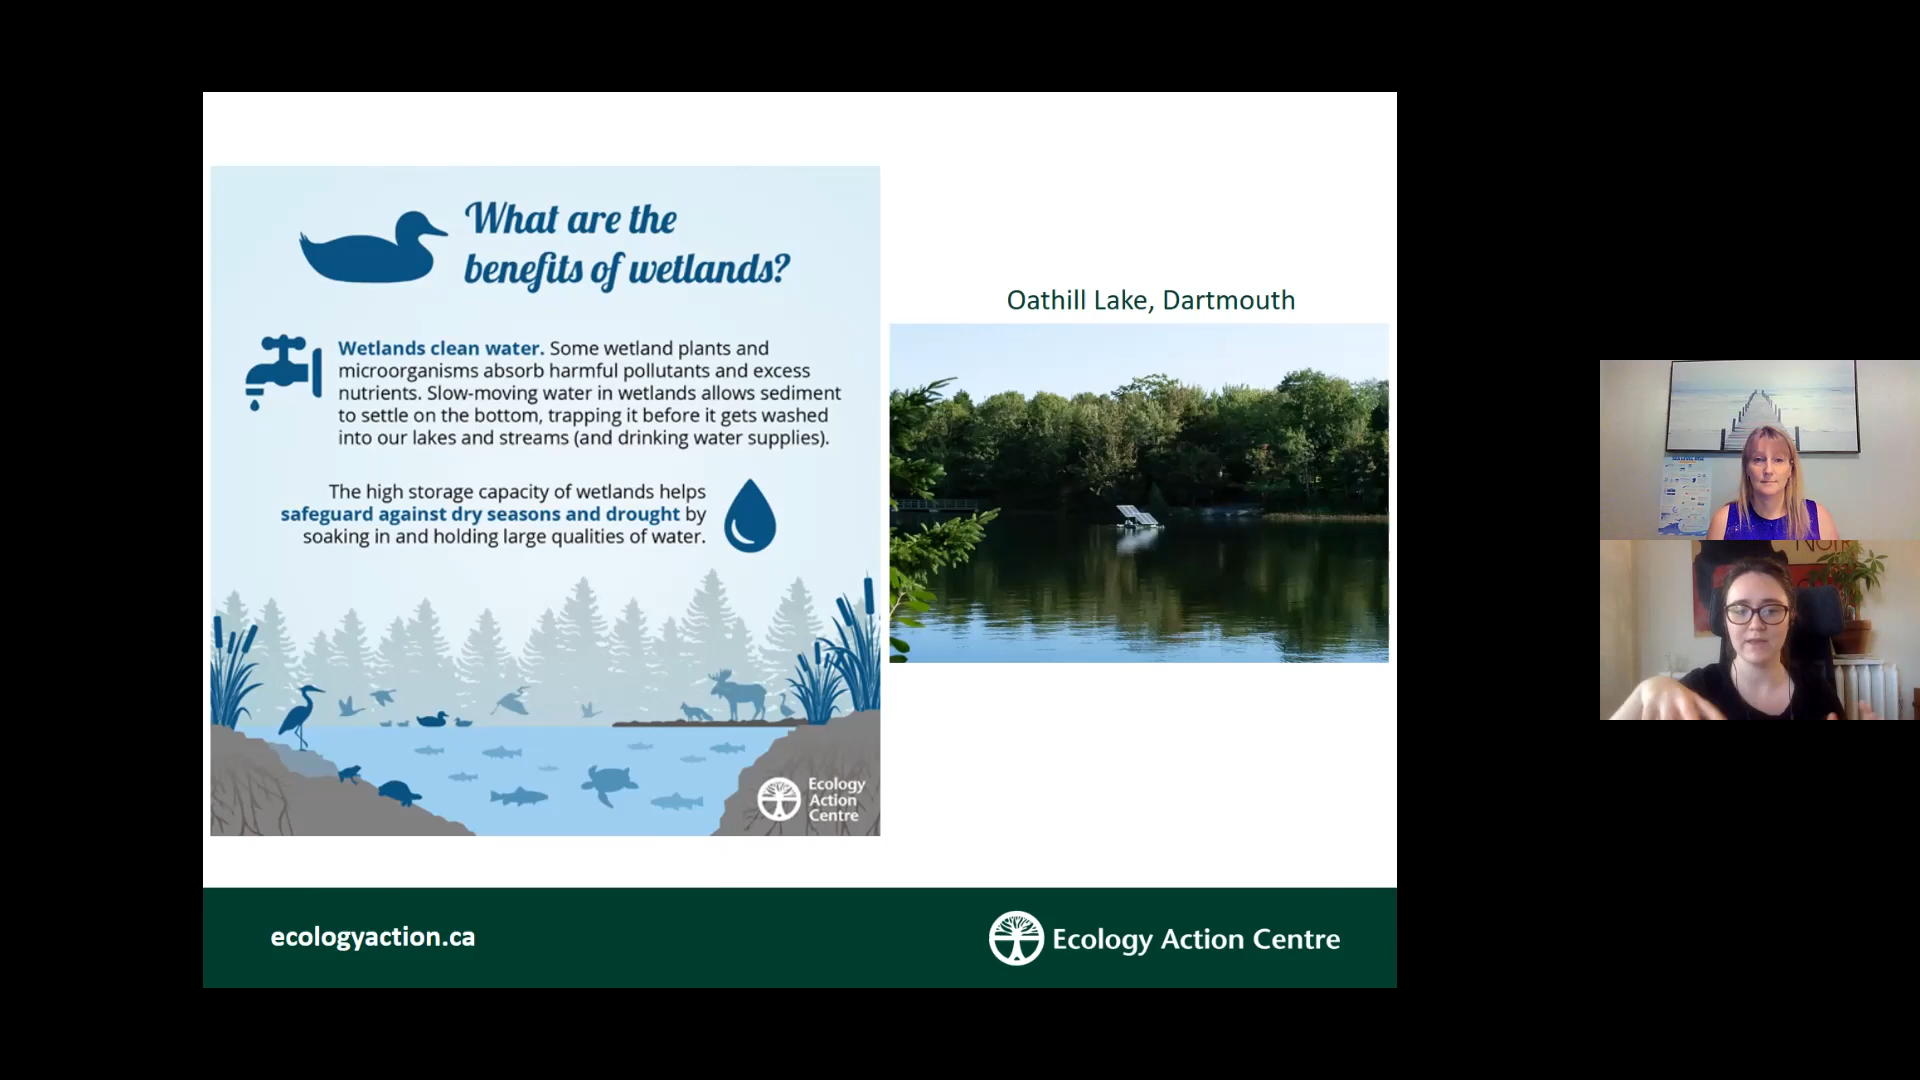 What are the
benefits of wetlands?
Wetlands clean water. Some wetland plants and
microorganisms absorb harmful pollutants and excess
nutrients. Slow-moving water in wetlands allows sediment
to settle on the bottom, trapping it before it gets washed
into our lakes and streams (and drinking water supplies).
The high storage capacity of wetlands helps
safeguard against dry seasons and drought by
soaking in and holding large qualities of water.
Ecology
Action
Centre
Oathill Lake, Dartmouth
ecologyaction.ca
Ecology Action Centre